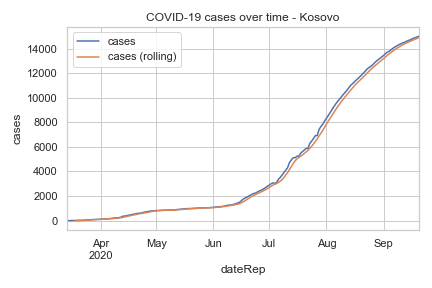 COVID-19 cases over time - Kosovo
cases
cases (rolling)
14000
12000
10000
8000
6000
4000
2000
0
cases
Apr May Jun Jul Aug Sep
2020
dateRep